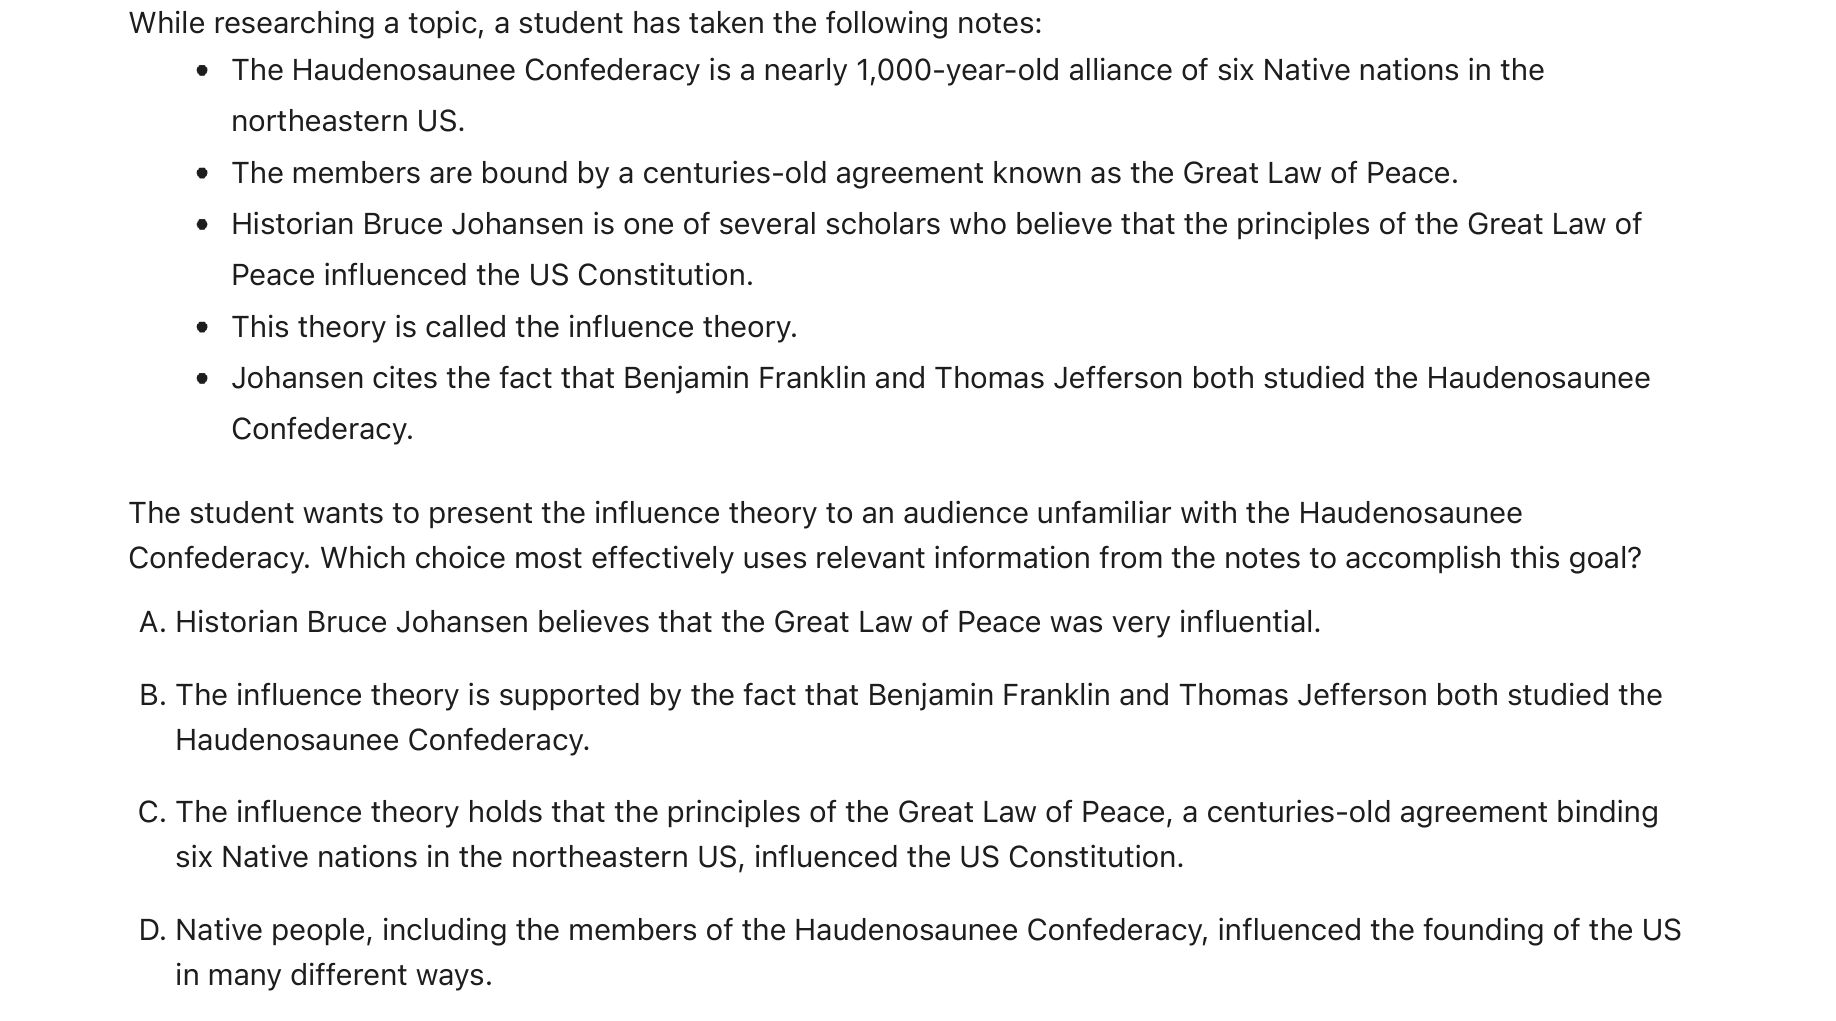 While researching a topic, a student has taken the following notes:
• The Haudenosaunee Confederacy is a nearly 1,000-year-old alliance of six Native nations in the
northeastern US.
• The members are bound by a centuries-old agreement known as the Great Law of Peace.
• Historian Bruce Johansen is one of several scholars who believe that the principles of the Great Law of
Peace influenced the US Constitution.
• This theory is called the influence theory.
• Johansen cites the fact that Benjamin Franklin and Thomas Jefferson both studied the Haudenosaunee
Confederacy.
The student wants to present the influence theory to an audience unfamiliar with the Haudenosaunee
Confederacy. Which choice most effectively uses relevant information from the notes to accomplish this goal?
A. Historian Bruce Johansen believes that the Great Law of Peace was very influential.
B. The influence theory is supported by the fact that Benjamin Franklin and Thomas Jefferson both studied the
Haudenosaunee Confederacy.
C. The influence theory holds that the principles of the Great Law of Peace, a centuries-old agreement binding
six Native nations in the northeastern US, influenced the US Constitution.
D. Native people, including the members of the Haudenosaunee Confederacy, influenced the founding of the US
in many different ways.